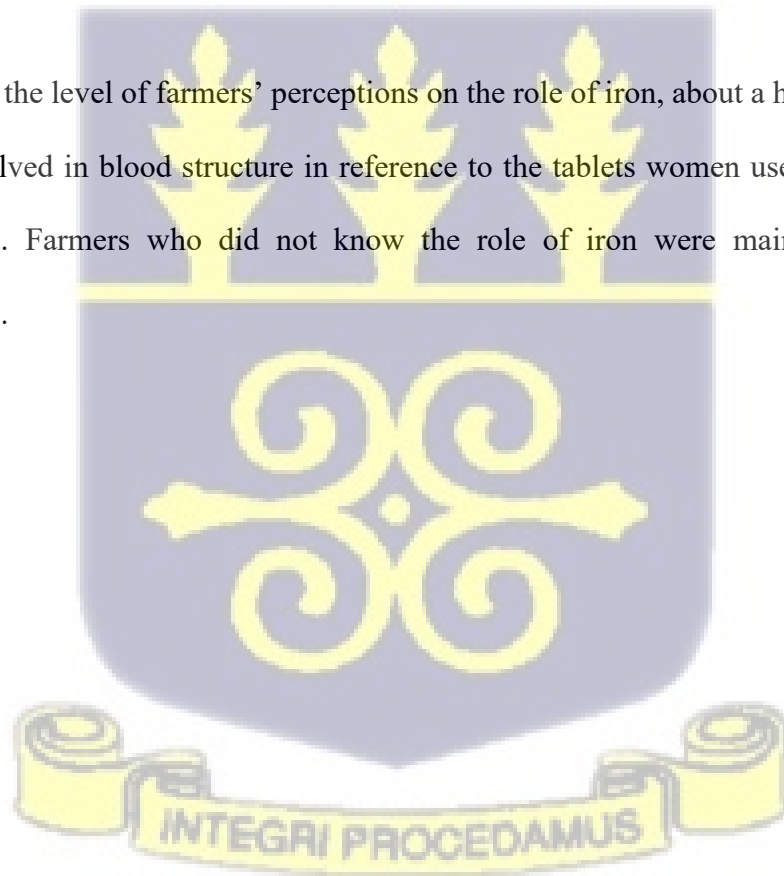 the level of farmers’ perceptions on the role of iron, about a
lved in blood structure in reference to the tablets women use
. Farmers who did not know the role of iron were
.
INTEGRI PROCEDAMUS